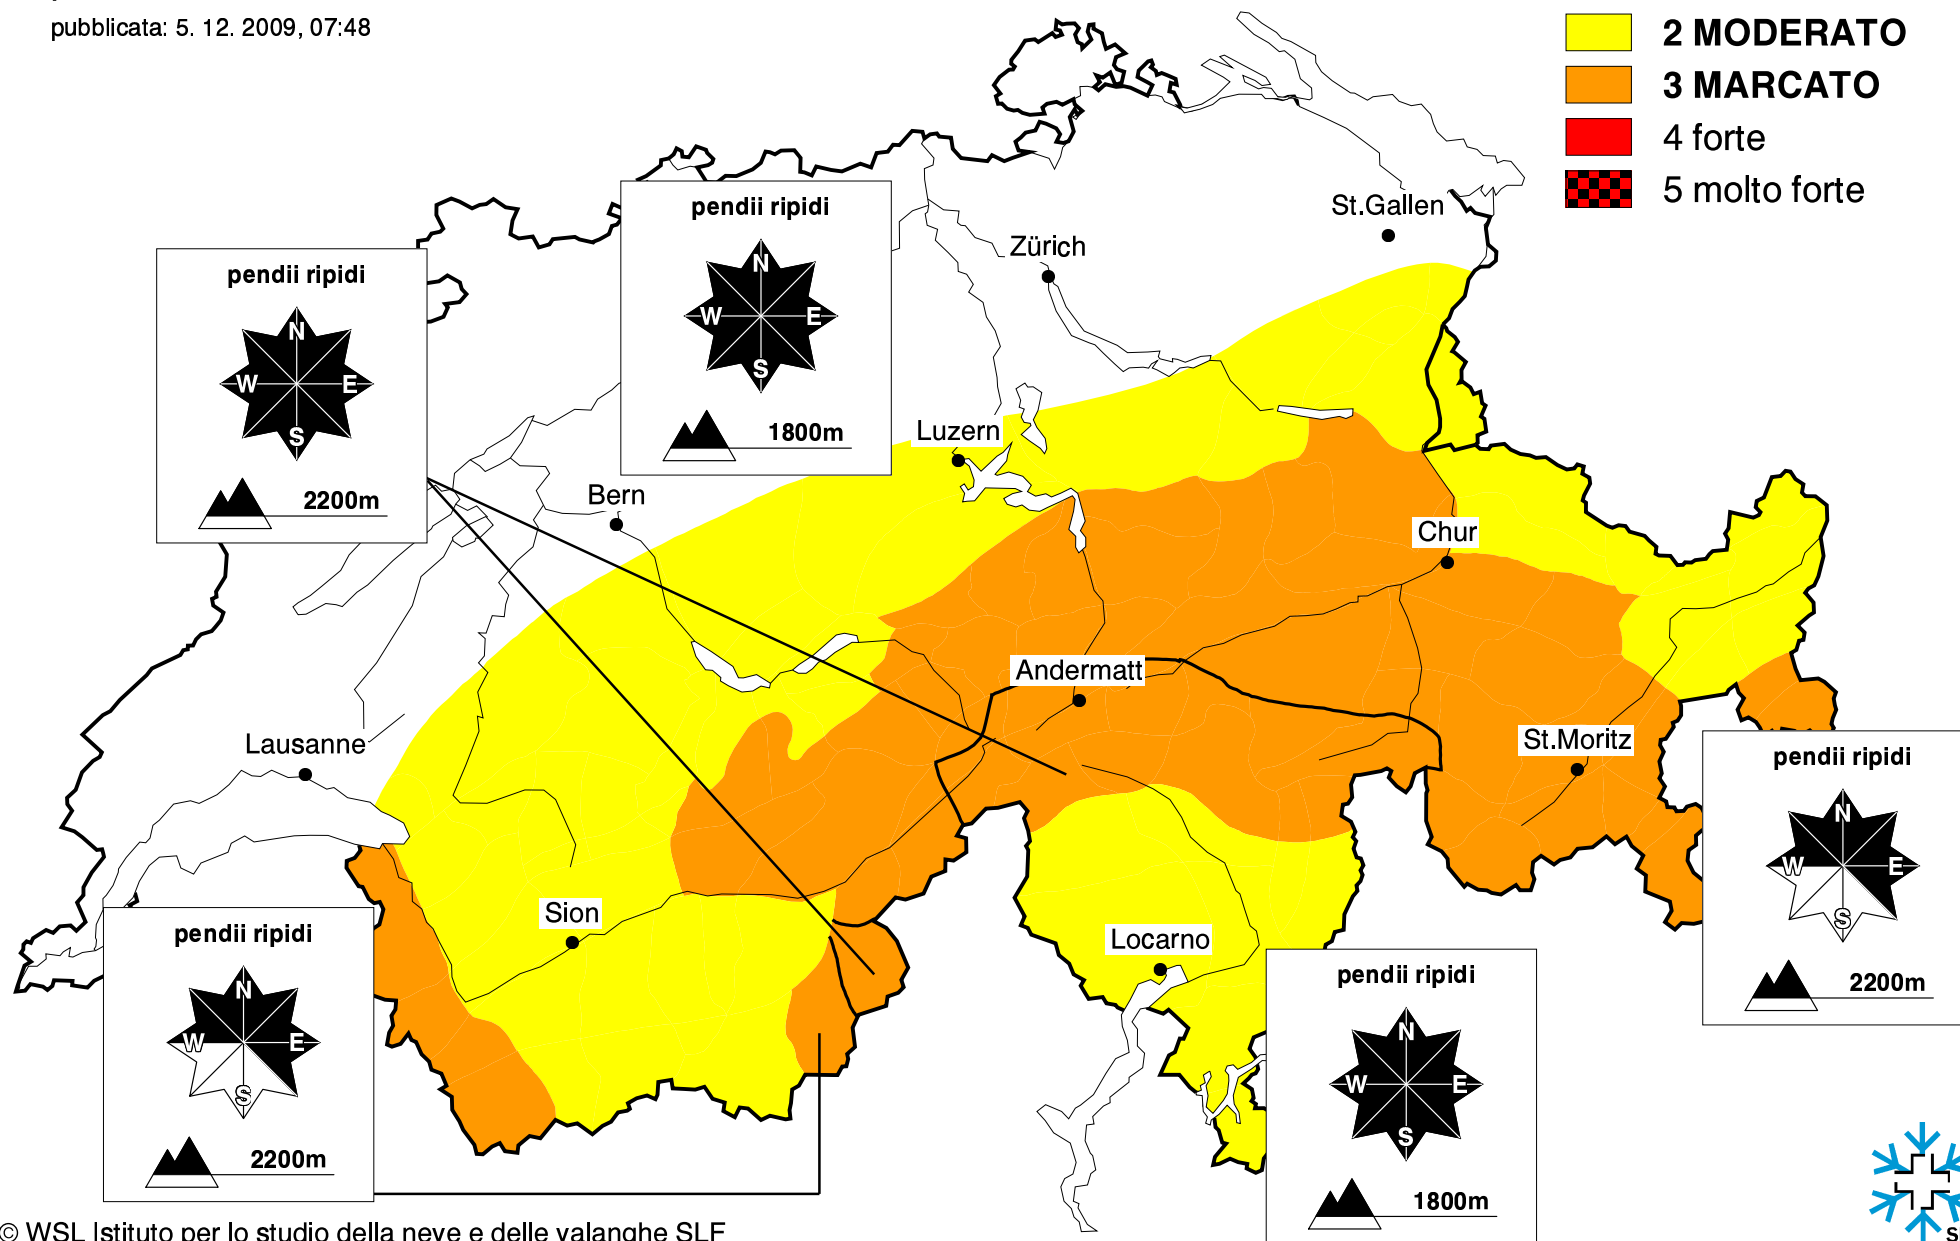 pubblicata: 5. 12. 2009, 07:48
2 MODERATO
3 MARCATO
4 forte
5 molto forte
St.Gallen
Zürich
pendii ripidi
N
W E
S
1800m
pendii ripidi
N
W E
S
2200m
Luzern
Bern
Chur
Andermatt
St.Moritz
Lausanne
pendii ripidi
N
W E
S
2200m
Sion
Locarno
pendii ripidi
N
W E
S
2200m
pendii ripidi
N
W E
S
1800m
© WSL Istituto per lo studio della neve e delle valanghe SLF